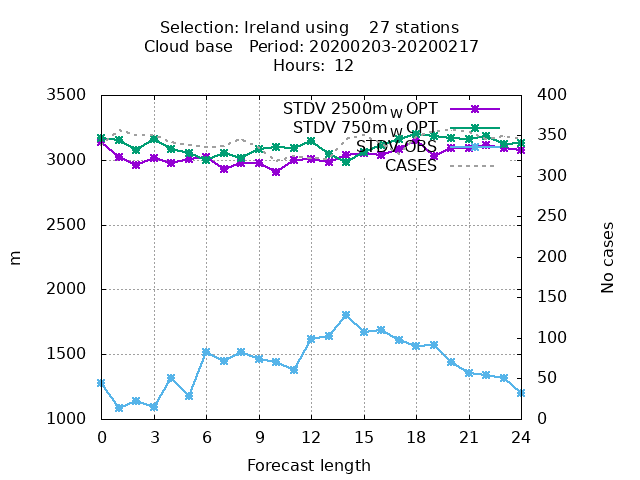 Selection: Ireland using    27 stations
Cloud base   Period: 20200203-20200217
Hours:  12
3500
3000
2500
2000
1500
1000
m
400
350
300
250
200
150
100
50
0
No cases
STDV 2500m_W OPT
STDV 750m_W OPT
STDV OBS
CASES
0 3 6 9 12 15 18 21 24
Forecast length